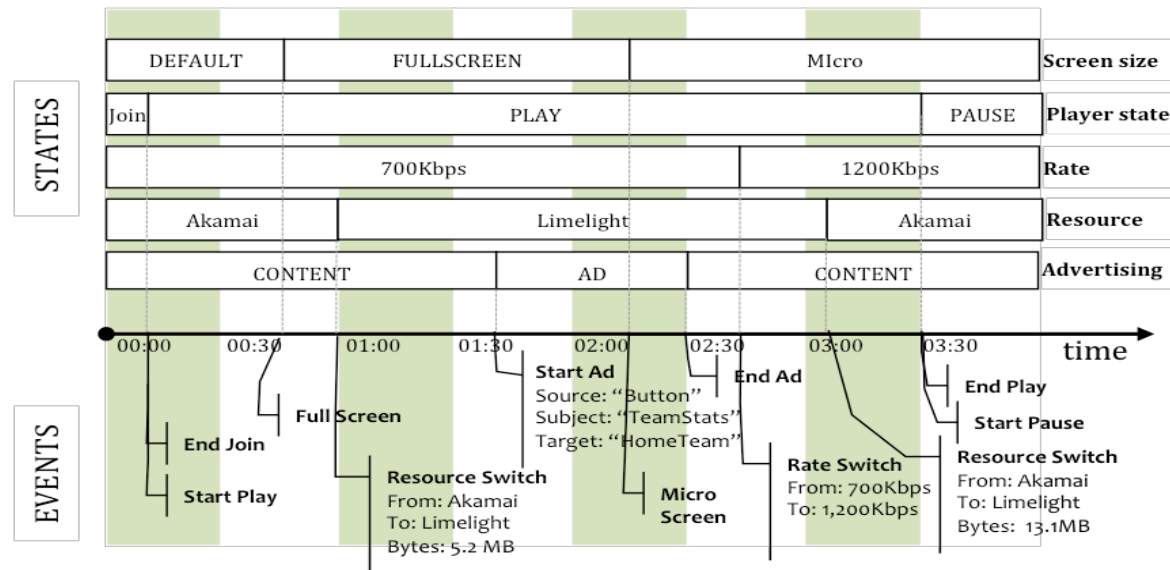 STATES
DEFAULT FULLSCREEN MIcro Screen size
Join PLAY PAUSE Player state
700Kbps 1200Kbps Rate
Akamai Limelight Akamai Resource
CONTENT AD CONTENT Advertising
00:00 00:30 01:00 01:30 02:00 02:30 03:00 03:30 time
EVENTS
End Join
Start Play
Full Screen
Resource Switch
From: Akamai
To: Limelight
Bytes: 5.2 MB
Start Ad
Source: “Button”
Subject: “TeamStats”
Target: “HomeTeam”
Micro
Screen
End Ad
Rate Switch
From: 700Kbps
To: 1,200Kbps
End Play
Start Pause
Resource Switch
From: Akamai
To: Limelight
Bytes: 13.1MB